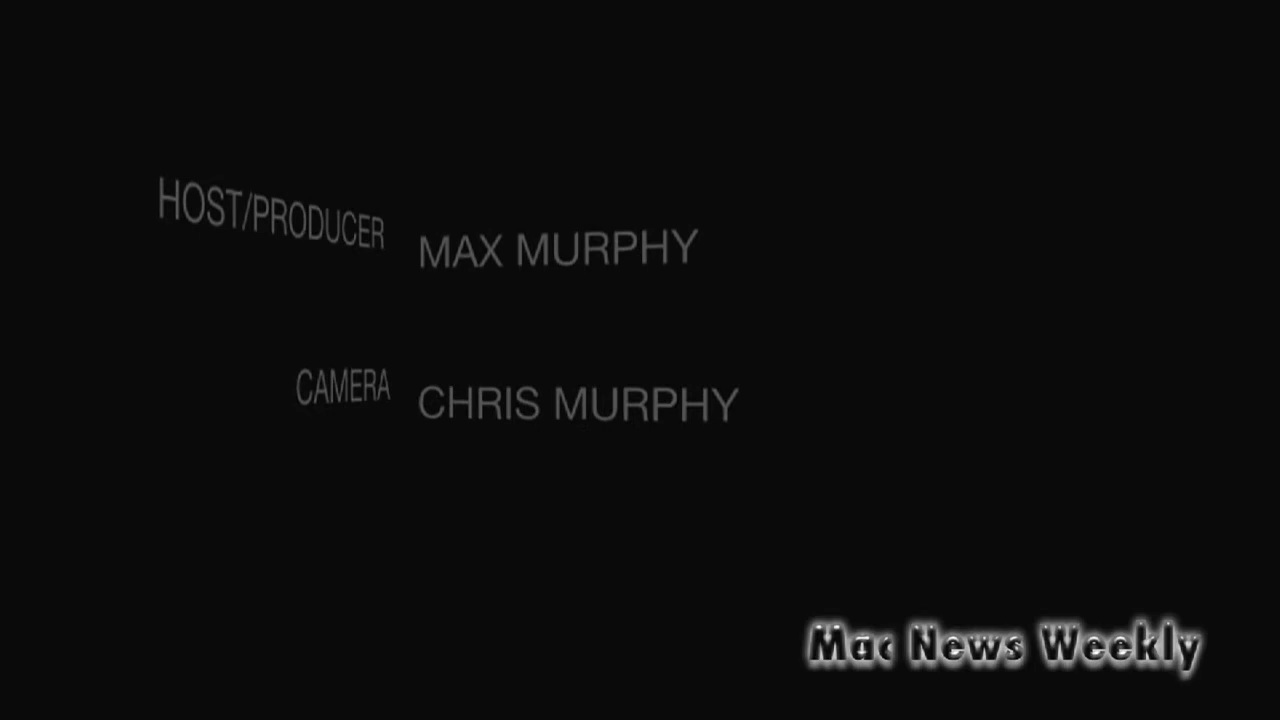 HOST/PRODUCER MAX MURPHY
CAMERA CHRIS MURPHY
Mac News Weekly